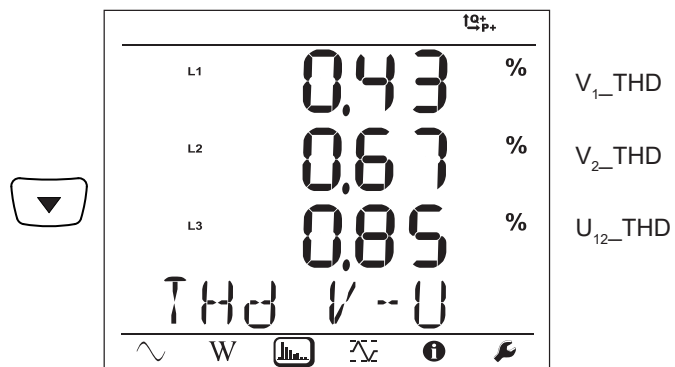 Q+
P+
L1 0.43 % V₁_THD
L2 0.67 % V₂_THD
L3 0.85 % U₁₂_THD
THd V-U
W